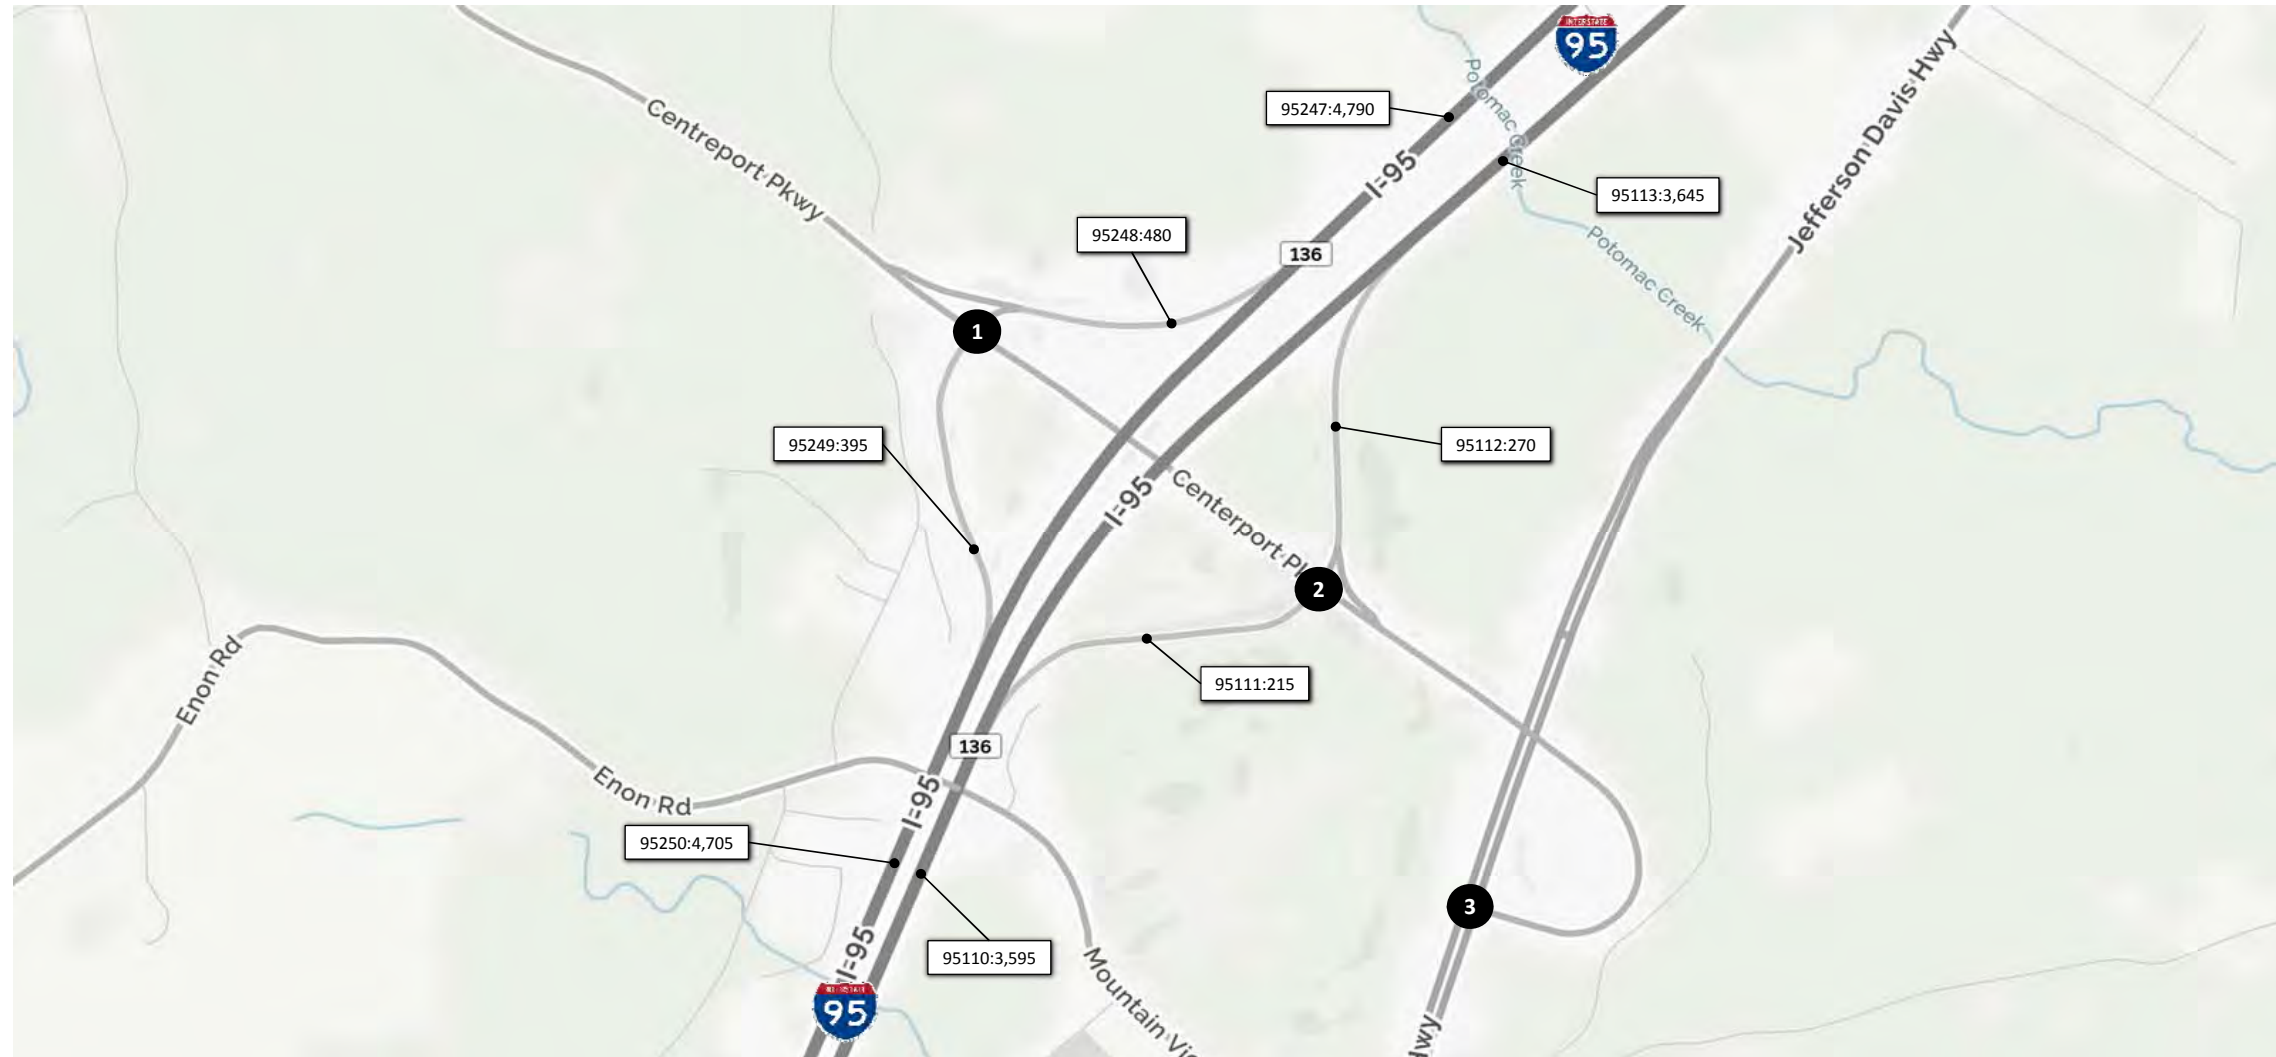 INTERSTATE
95
Potomac Creek
Jefferson Davis Hwy
Centreport Pkwy
95247:4,790
I-95
95113:3,645
95248:480
136
Potomac Creek
1
95249:395
95112:270
I-95
Centerport
2
95111:215
Enon Rd
136
Enon Rd
I-95
95250:4,705
3
95110:3,595
I-95
Mountain
95
Hwy